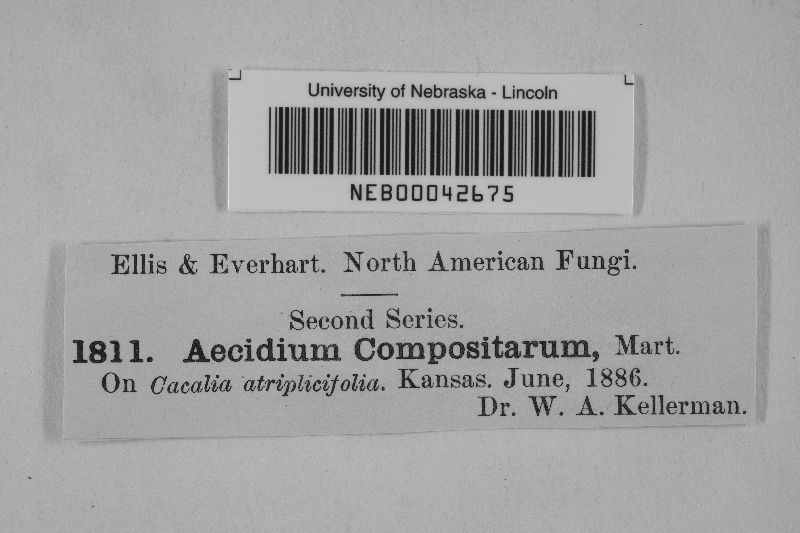 University of Nebraska - Lincoln
NEB00042675
Ellis & Everhart. North American Fungi.
Second Series.
1811. Aecidium Compositarum, Mart.
On Cacalia atriplicifolia. Kansas. June, 1886.
Dr. W. A. Kellerman.